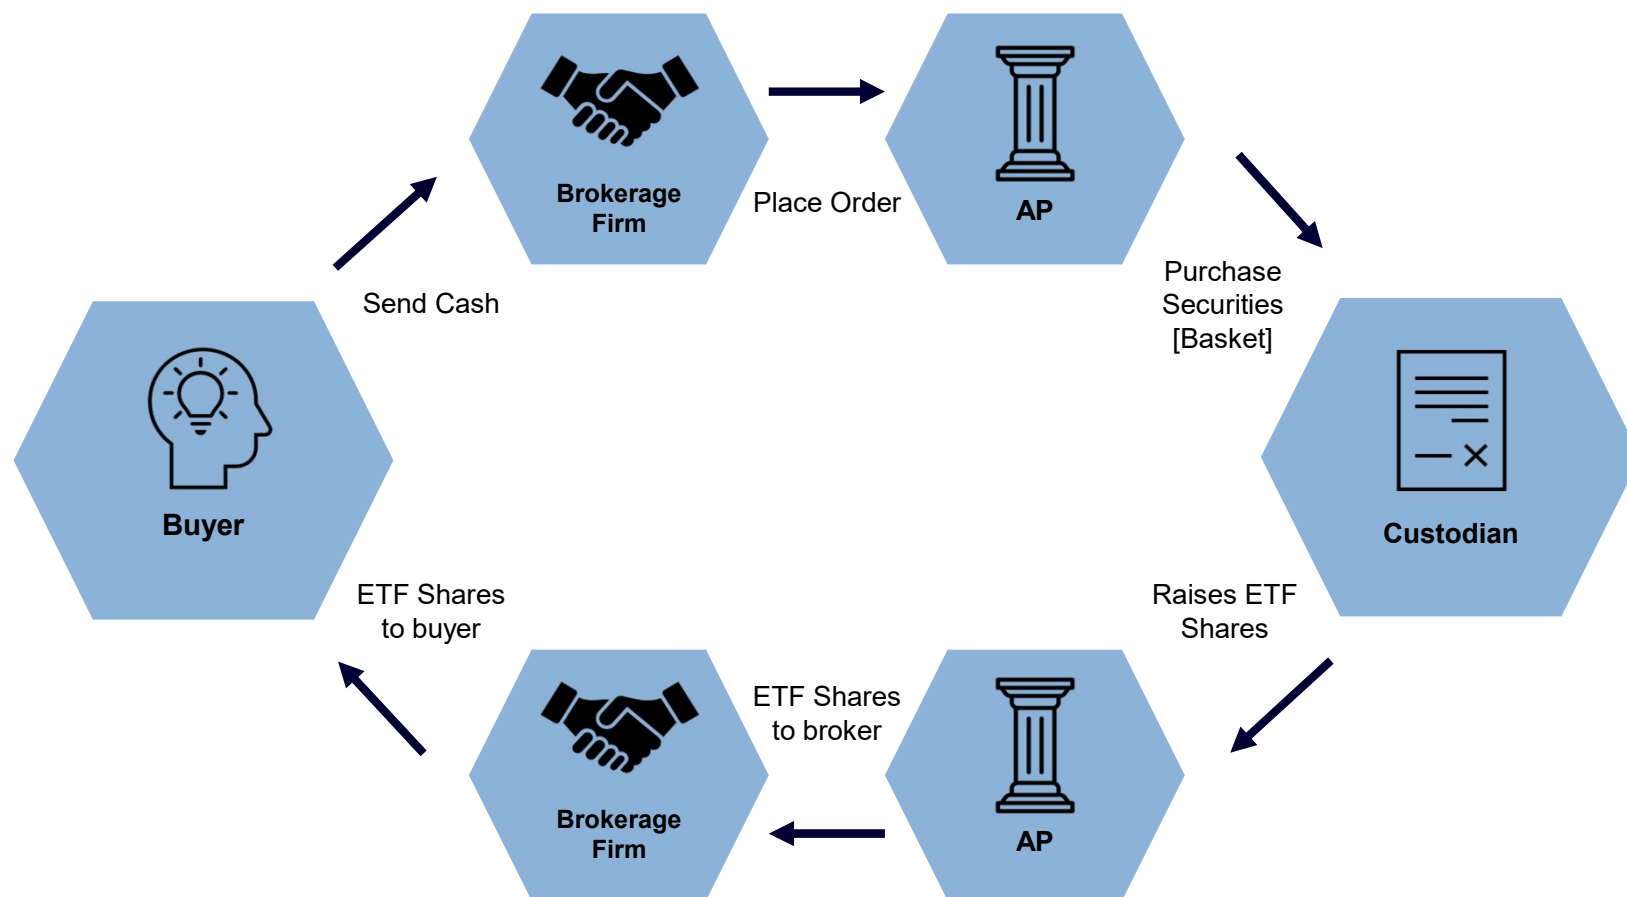 Brokerage
Firm
Place Order
AP
Send Cash
Purchase
Securities
[Basket]
Buyer
Custodian
ETF Shares
to buyer
Raises ETF
Shares
ETF Shares
to broker
Brokerage
Firm
AP